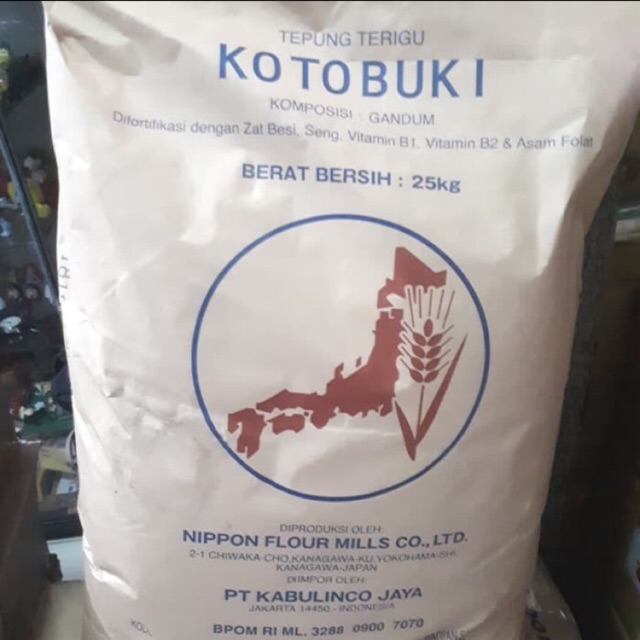 TEPUNG TERIGU
KOTOBUKI
KOMPOSISI : GANDUM
Difortifikasi dengan Zat Besi, Seng, Vitamin B1, Vitamin B2 & Asam Folat
BERAT BERSIH : 25kg
DIPRODUKSI OLEH:
NIPPON FLOUR MILLS CO., LTD.
2-1 CHIWAKA-CHO, KANAGAWA-KU, YOKOHAMA-SHI,
KANAGAWA-JAPAN
DIIMPOR OLEH:
PT KABULINCO JAYA
JAKARTA 14450 - INDONESIA
BPOM RI ML. 3288 0900 7070